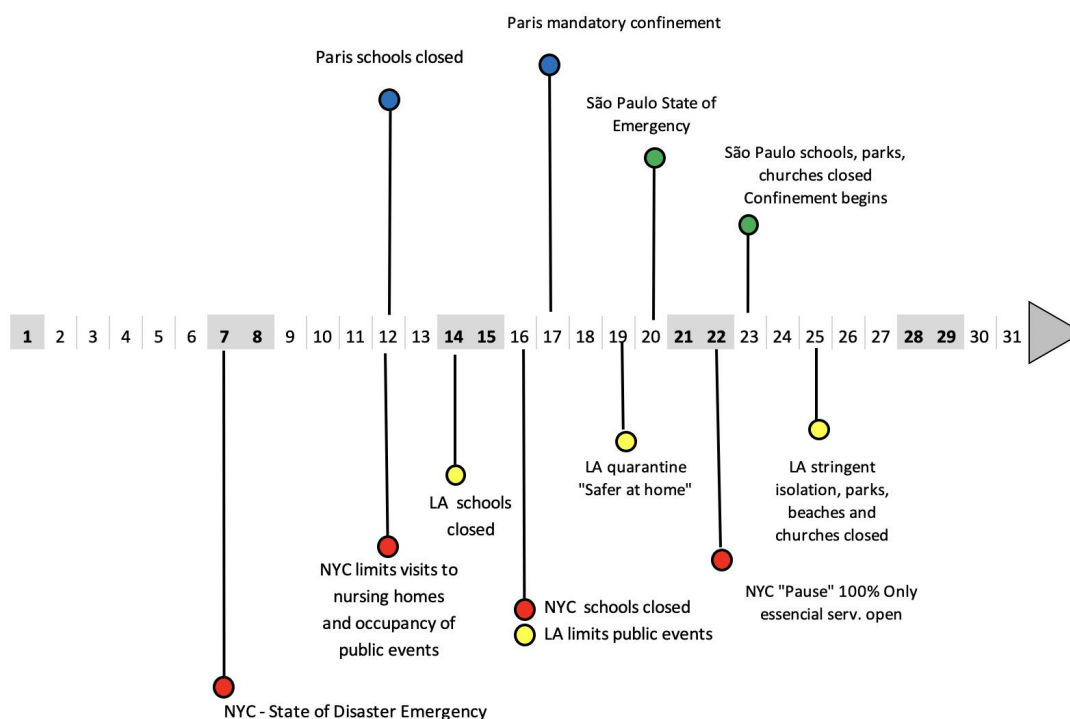 Paris mandatory confinement
Paris schools closed
São Paulo State of
Emergency
São Paulo schools, parks,
churches closed
Confinement begins
1 2 3 4 5 6 7 8 9 10 11 12 13 14 15 16 17 18 19 20 21 22 23 24 25 26 27 28 29 30 31
LA quarantine
"Safer at home"
LA stringent
isolation, parks,
beaches and
churches closed
LA  schools
closed
NYC limits visits to
nursing homes
and occupancy of
public events
NYC "Pause" 100% Only
essencial serv. open
NYC  schools closed
LA limits public events
NYC - State of Disaster Emergency